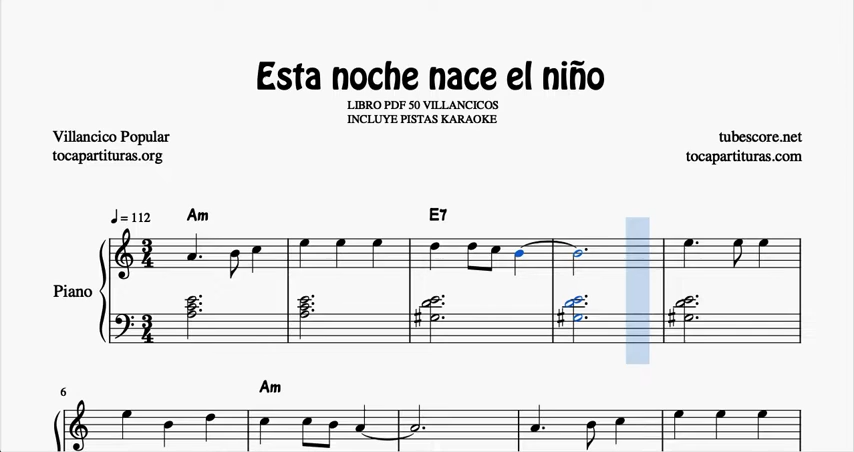 Esta noche nace el niño
LIBRO PDF 50 VILLANCICOS
INCLUYE PISTAS KARAOKE
Villancico Popular
tocapartituras.org
tubescore.net
tocapartituras.com
♩ = 112
Am
E7
3
4
3
4
Piano
6
Am